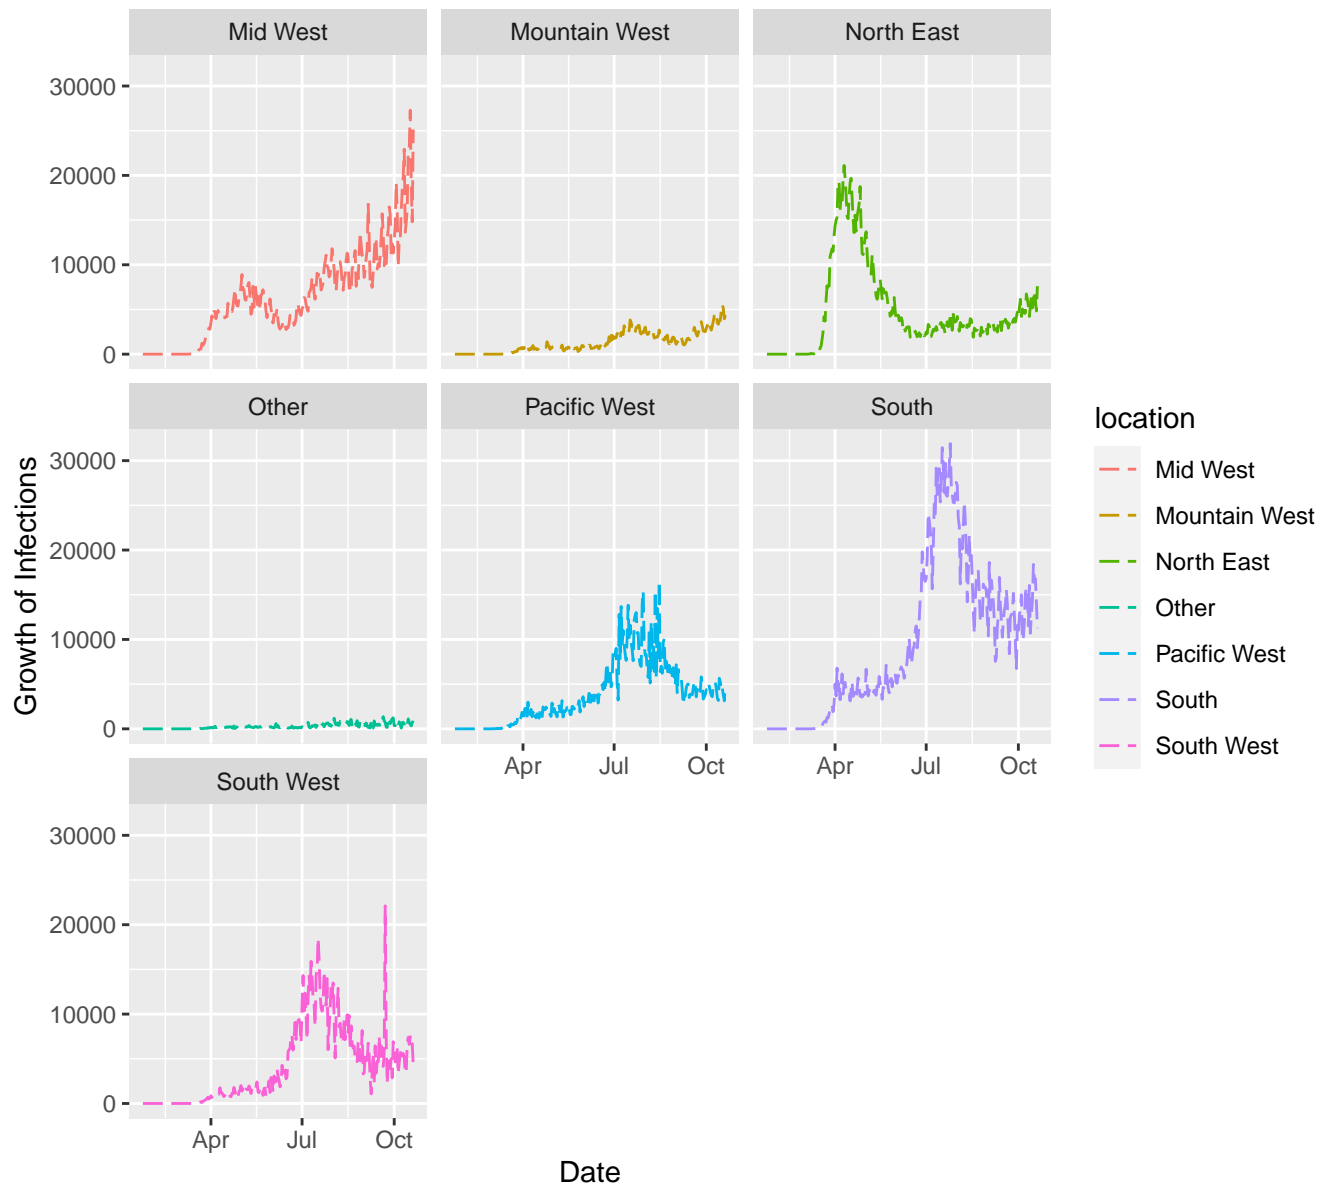 Mid West
Mountain West
North East
30000
20000
10000
0
Other
Pacific West
South
30000
20000
10000
0
Apr
Jul
Oct
Apr
Jul
Oct
South West
30000
20000
10000
0
Apr
Jul
Oct
Growth of Infections
Date
location
Mid West
Mountain West
North East
Other
Pacific West
South
South West